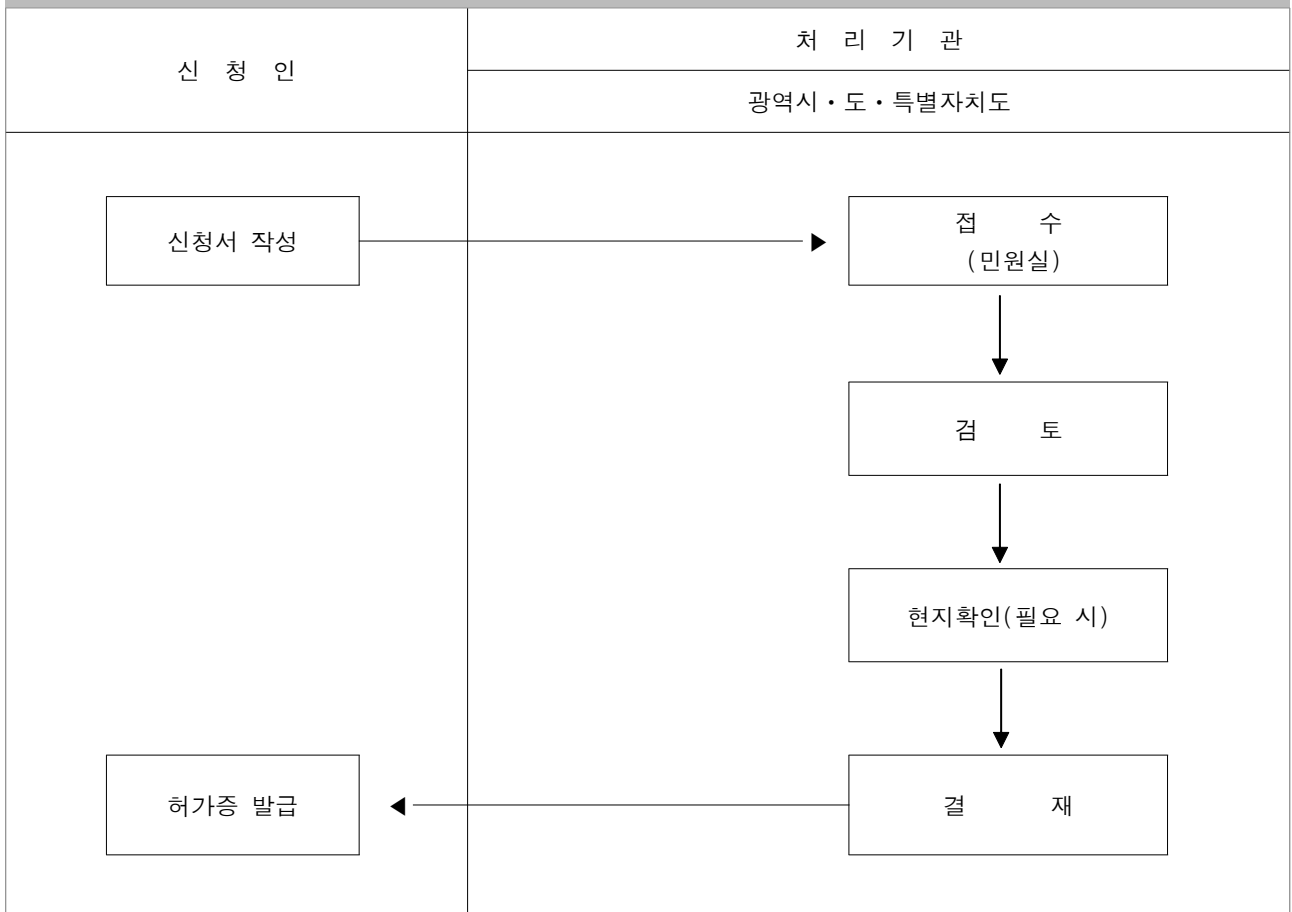 신 청 인
처 리 기 관
광역시・도・특별자치도
신청서 작성
접 수
(민원실)
검 토
현지확인(필요 시)
허가증 발급
결 재